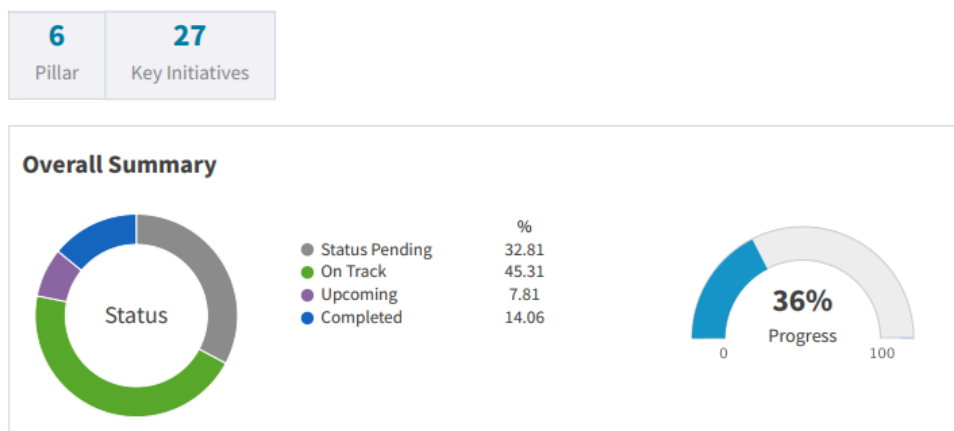 6
Pillar
27
Key Initiatives
Overall Summary
Status
%
Status Pending 32.81
On Track 45.31
Upcoming 7.81
Completed 14.06
36%
Progress
0
100